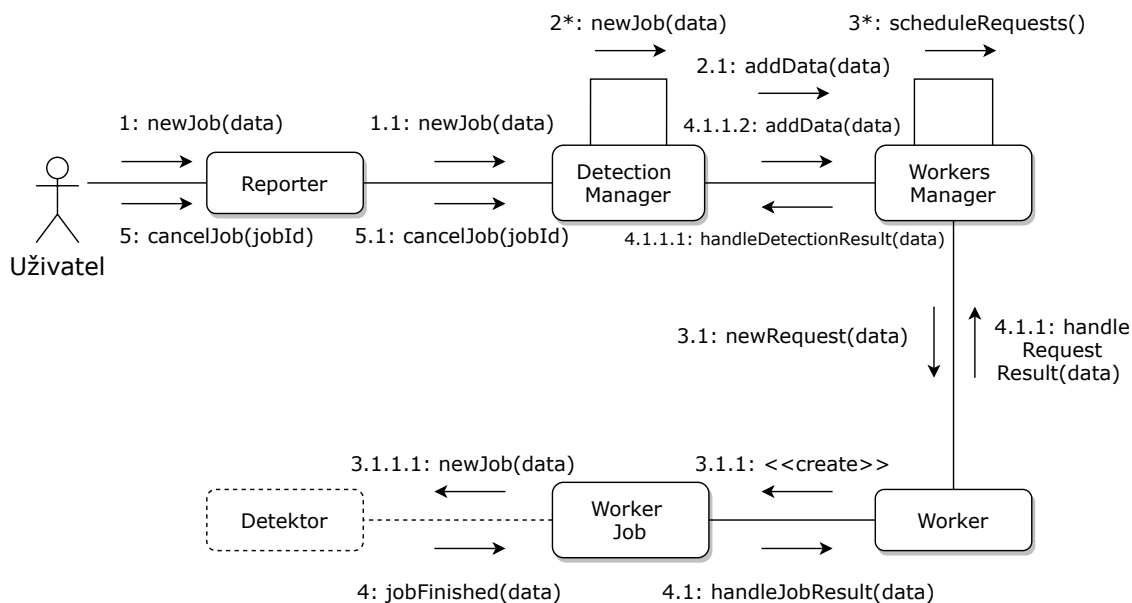 2*: newJob(data)
3*: scheduleRequests()
2.1: addData(data)
1: newJob(data)
1.1: newJob(data)
4.1.1.2: addData(data)
Reporter
Detection
Manager
Workers
Manager
5: cancelJob(jobId)
5.1: cancelJob(jobId)
4.1.1.1: handleDetectionResult(data)
Uživatel
3.1: newRequest(data)
4.1.1: handle
Request
Result(data)
3.1.1.1: newJob(data)
3.1.1: <<create>>
Detektor
Worker
Job
Worker
4: jobFinished(data)
4.1: handleJobResult(data)